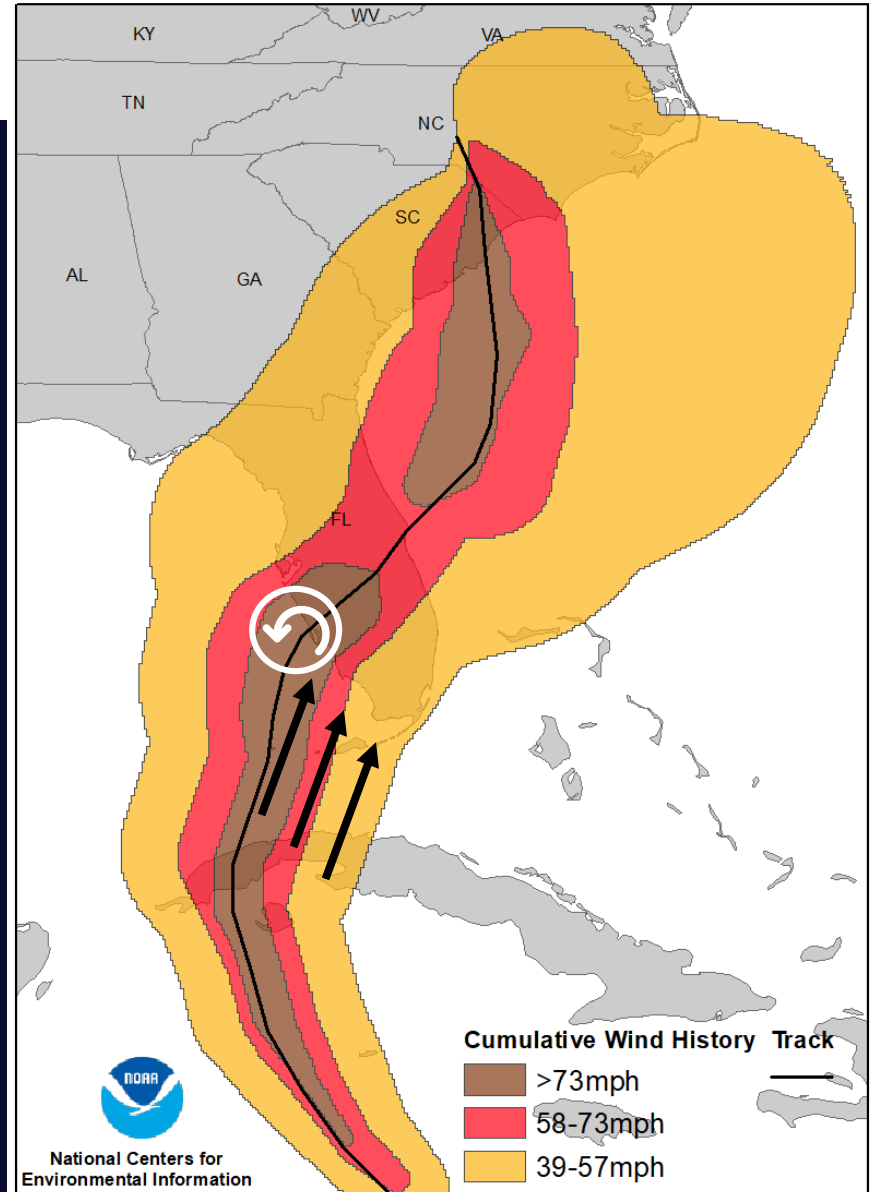 WV
KY
VA
TN
NC
SC
AL
GA
FL
Cumulative Wind History Track
>73mph
58-73mph
39-57mph
NOAA
National Centers for
Environmental Information